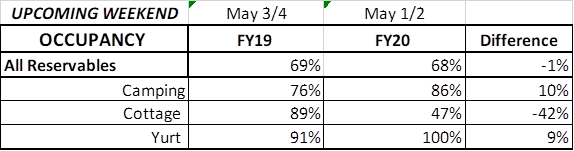 UPCOMING WEEKEND May 3/4 May 1/2
OCCUPANCY FY19 FY20 Difference
All Reservables 69% 68% -1%
Camping 76% 86% 10%
Cottage 89% 47% -42%
Yurt 91% 100% 9%